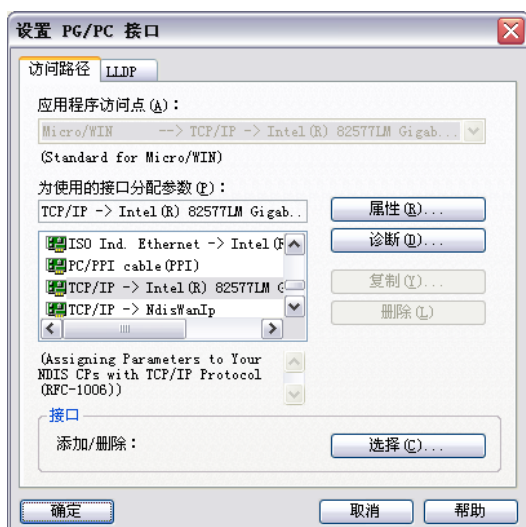 设置 PG/PC 接口
访问路径 LLDP
应用程序访问点(A)：
Micro/WIN --> TCP/IP -> Intel(R) 82577LM Gigab...
(Standard for Micro/WIN)
为使用的接口分配参数(P)：
TCP/IP -> Intel(R) 82577LM Gigab..
属性(R)...
ISO Ind. Ethernet -> Intel(R
诊断(D)...
PC/PPI cable(PPI)
TCP/IP -> Intel(R) 82577LM G
复制(Y)...
TCP/IP -> NdisWanIp
删除(L)
(Assigning Parameters to Your
NDIS CPs with TCP/IP Protocol
(RFC-1006))
接口
添加/删除：
选择(C)...
确定 取消 帮助